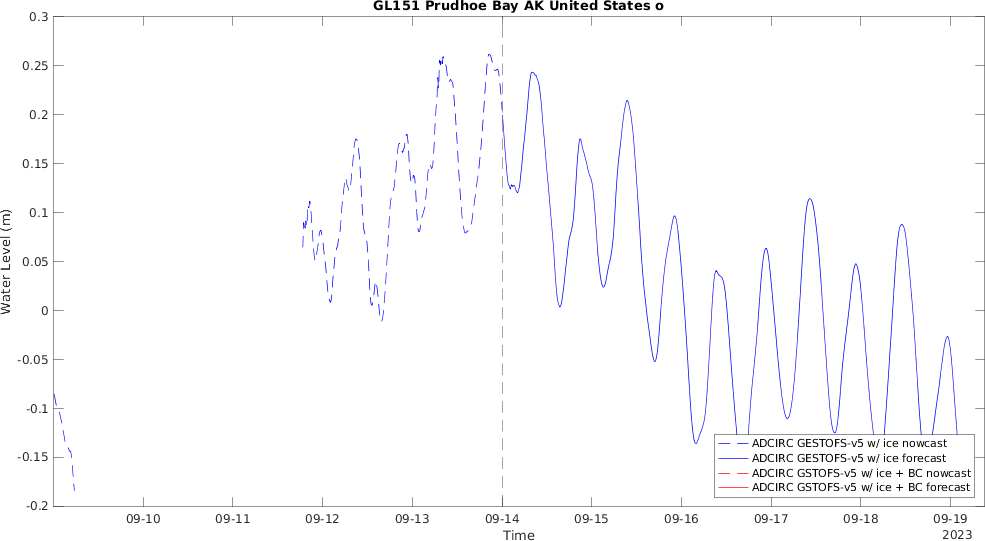 GL151 Prudhoe Bay AK United States o
0.3
0.25
0.2
0.15
0.1
0.05
0
-0.05
-0.1
-0.15
-0.2
Water Level (m)
ADCIRC GESTOFS-v5 w/ ice nowcast
ADCIRC GESTOFS-v5 w/ ice forecast
ADCIRC GSTOFS-v5 w/ ice + BC nowcast
ADCIRC GSTOFS-v5 w/ ice + BC forecast
09-10 09-11 09-12 09-13 09-14 09-15 09-16 09-17 09-18 09-19
Time 2023